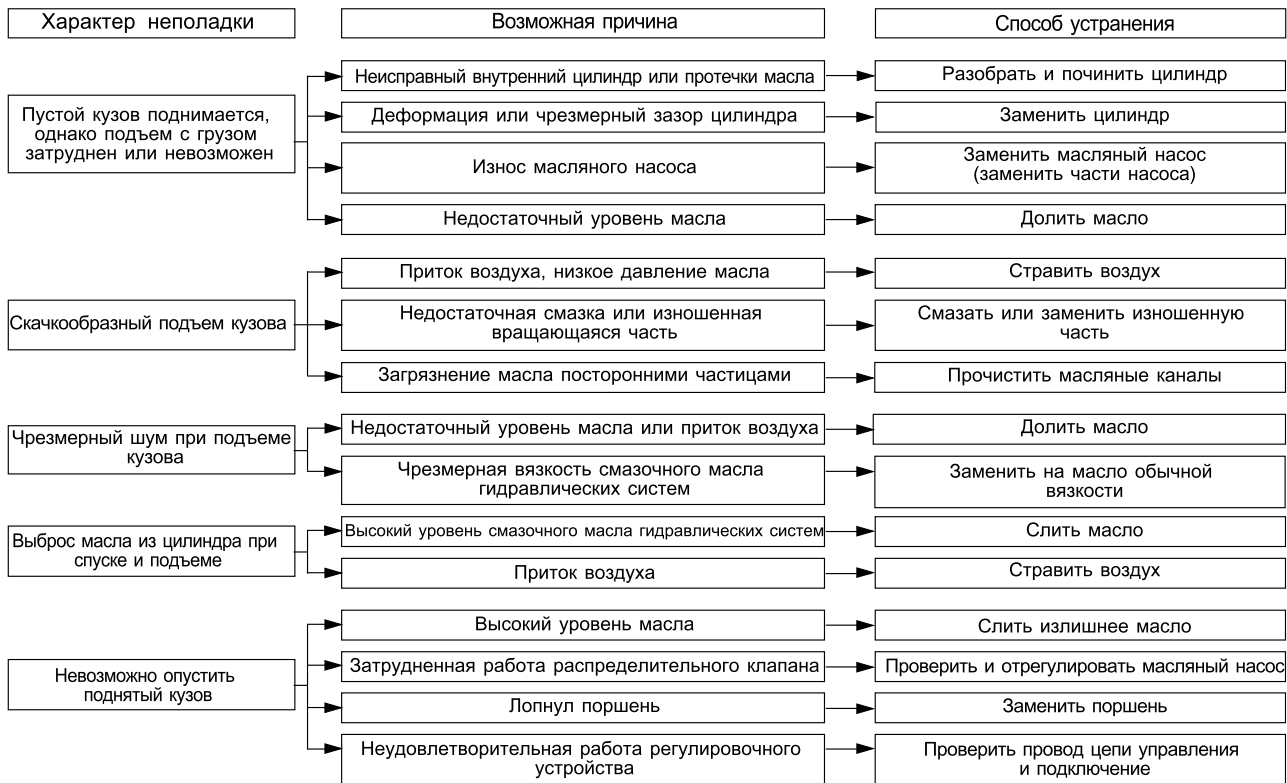 Характер неполадки
Возможная причина
Способ устранения
Пустой кузов поднимается,
однако подъем с грузом
затруднен или невозможен
Неисправный внутренний цилиндр или протечки масла
Разобрать и починить цилиндр
Деформация или чрезмерный зазор цилиндра
Заменить цилиндр
Износ масляного насоса
Заменить масляный насос
(заменить части насоса)
Недостаточный уровень масла
Долить масло
Скачкообразный подъем кузова
Приток воздуха, низкое давление масла
Стравить воздух
Недостаточная смазка или изношенная
вращающаяся часть
Смазать или заменить изношенную
часть
Загрязнение масла посторонними частицами
Прочистить масляные каналы
Чрезмерный шум при подъеме
кузова
Недостаточный уровень масла или приток воздуха
Долить масло
Чрезмерная вязкость смазочного масла
гидравлических систем
Заменить на масло обычной
вязкости
Выброс масла из цилиндра при
спуске и подъеме
Высокий уровень смазочного масла гидравлических систем
Слить масло
Приток воздуха
Стравить воздух
Невозможно опустить
поднятый кузов
Высокий уровень масла
Слить излишнее масло
Затрудненная работа распределительного клапана
Проверить и отрегулировать масляный насос
Лопнул поршень
Заменить поршень
Неудовлетворительная работа регулировочного
устройства
Проверить провод цепи управления
и подключение